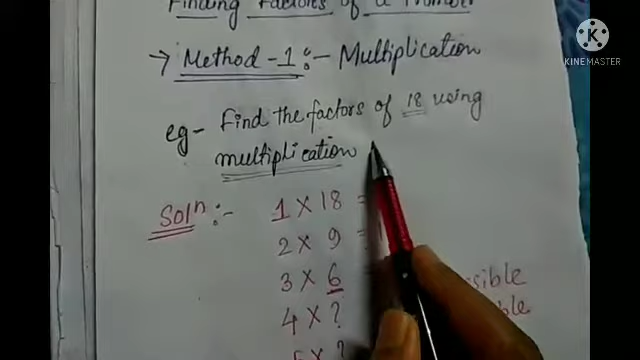 Finding Factors of a Number
→ Method -1 :- Multiplication
eg- Find the factors of 18 using
multiplication
Solⁿ :- 1 X 18 =
2 X 9 =
3 X 6
4 X ?
5 X ?
KINEMASTER